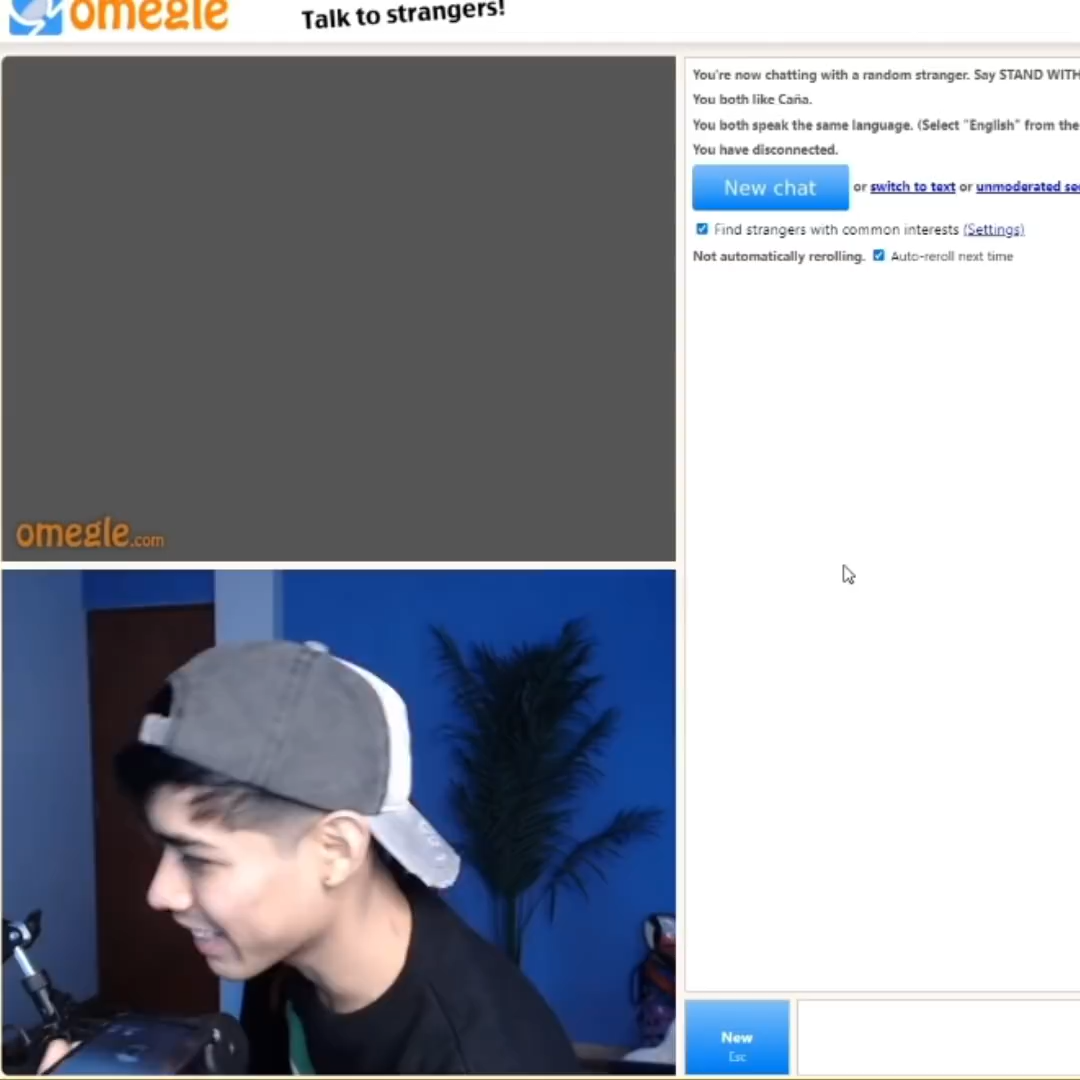 omegle
Talk to strangers!
You're now chatting with a random stranger. Say STAND WITH
You both like Caña.
You both speak the same language. (Select "English" from the
You have disconnected.
New chat or switch to text or unmoderated se
Find strangers with common interests (Settings)
Not automatically rerolling. Auto-reroll next time
omegle.com
New
Esc